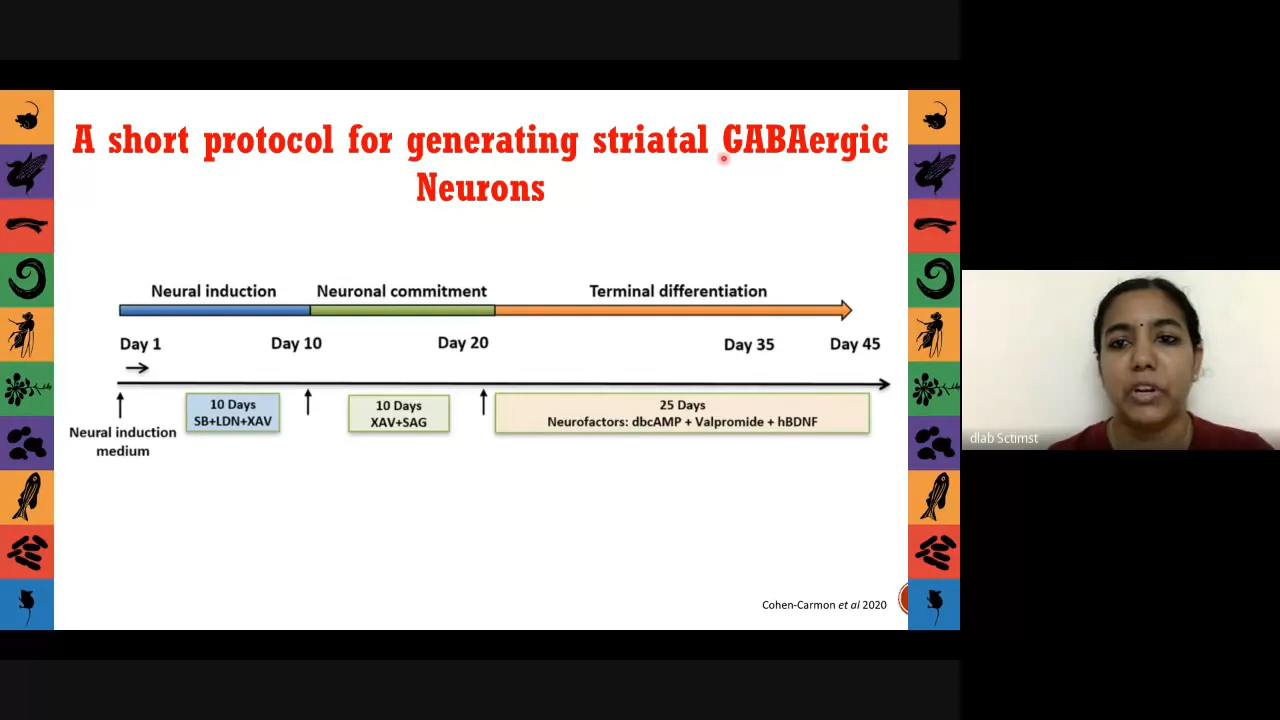 A short protocol for generating striatal GABAergic
Neurons
Neural induction
Neuronal commitment
Terminal differentiation
Day 1
Day 10
Day 20
Day 35
Day 45
10 Days
SB+LDN+XAV
10 Days
XAV+SAG
25 Days
Neurofactors: dbcAMP + Valpromide + hBDNF
Neural induction
medium
Cohen-Carmon et al 2020
dlab Sctimst